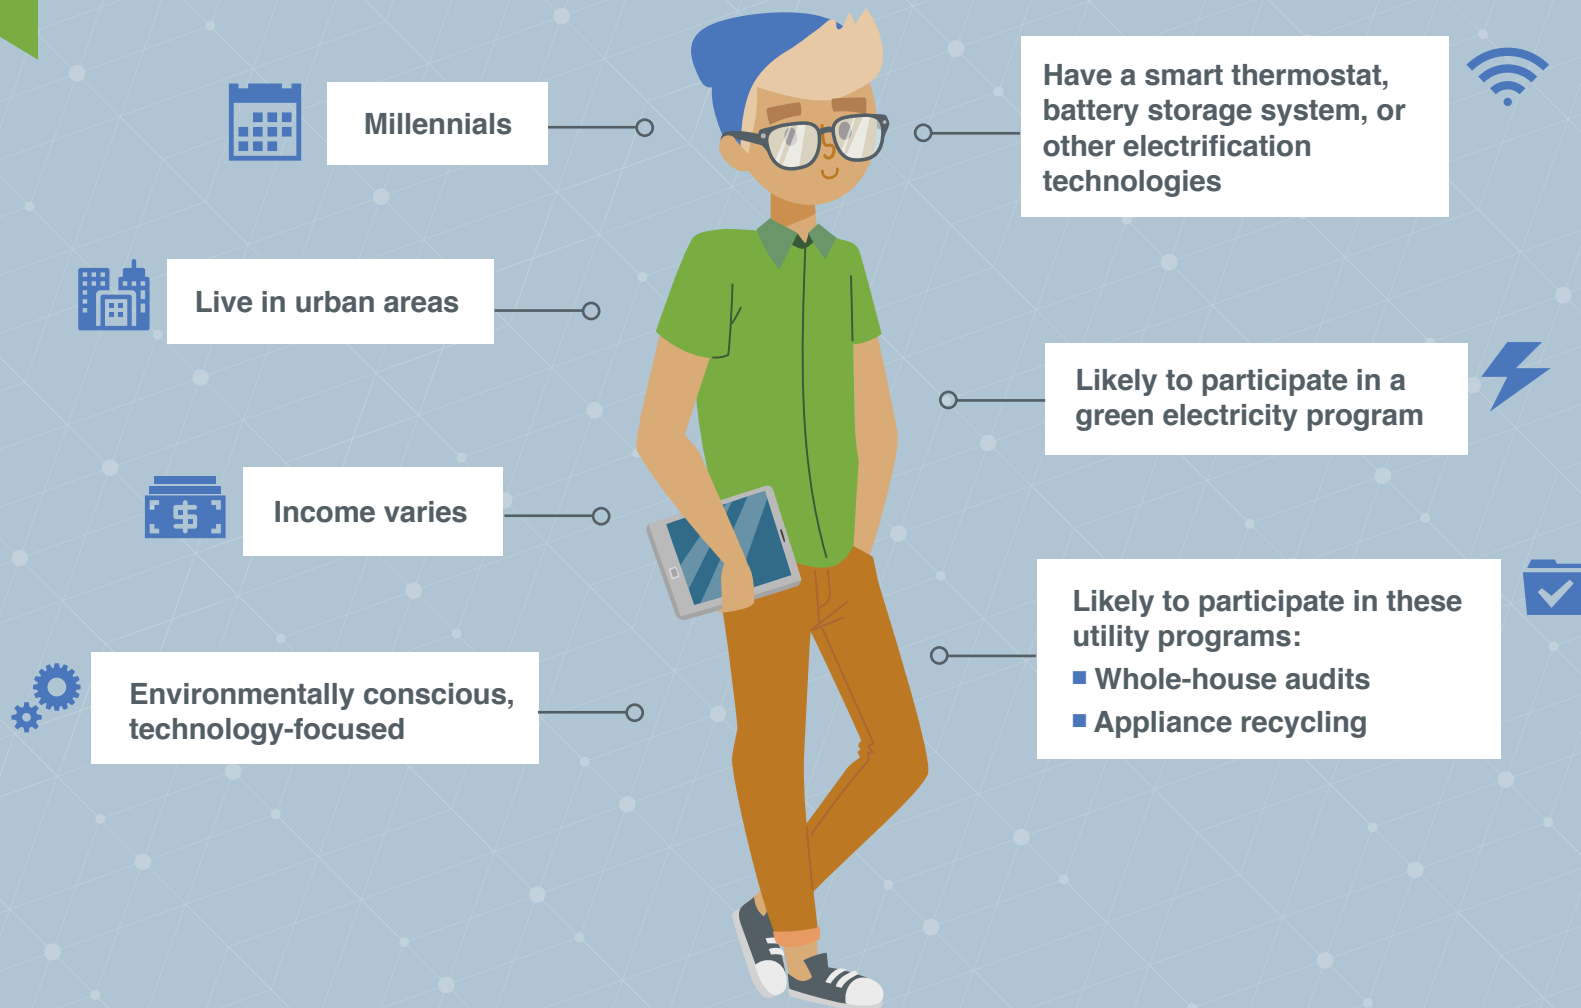 Millennials
Live in urban areas
Income varies
Environmentally conscious,
technology-focused
Have a smart thermostat,
battery storage system, or
other electrification
technologies
Likely to participate in a
green electricity program
Likely to participate in these
utility programs:
■ Whole-house audits
■ Appliance recycling